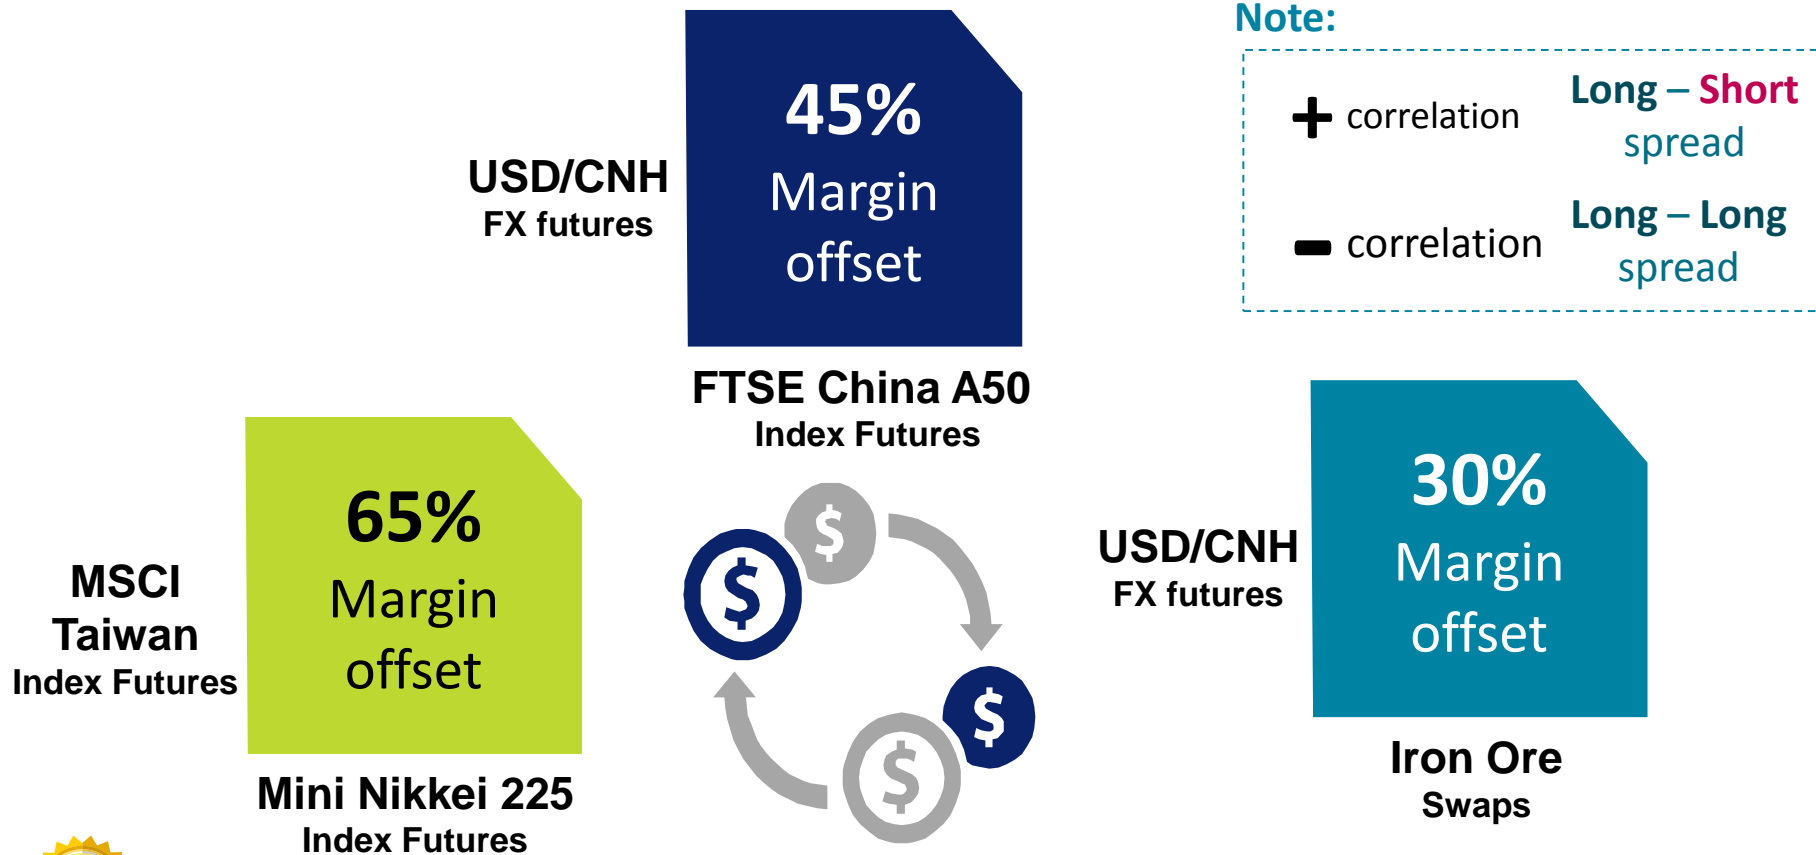 Note:
+ correlation
Long – Short
spread
- correlation
Long – Long
spread
USD/CNH
FX futures
45%
Margin
offset
FTSE China A50
Index Futures
MSCI
Taiwan
Index Futures
65%
Margin
offset
Mini Nikkei 225
Index Futures
$
$
$
$
USD/CNH
FX futures
30%
Margin
offset
Iron Ore
Swaps